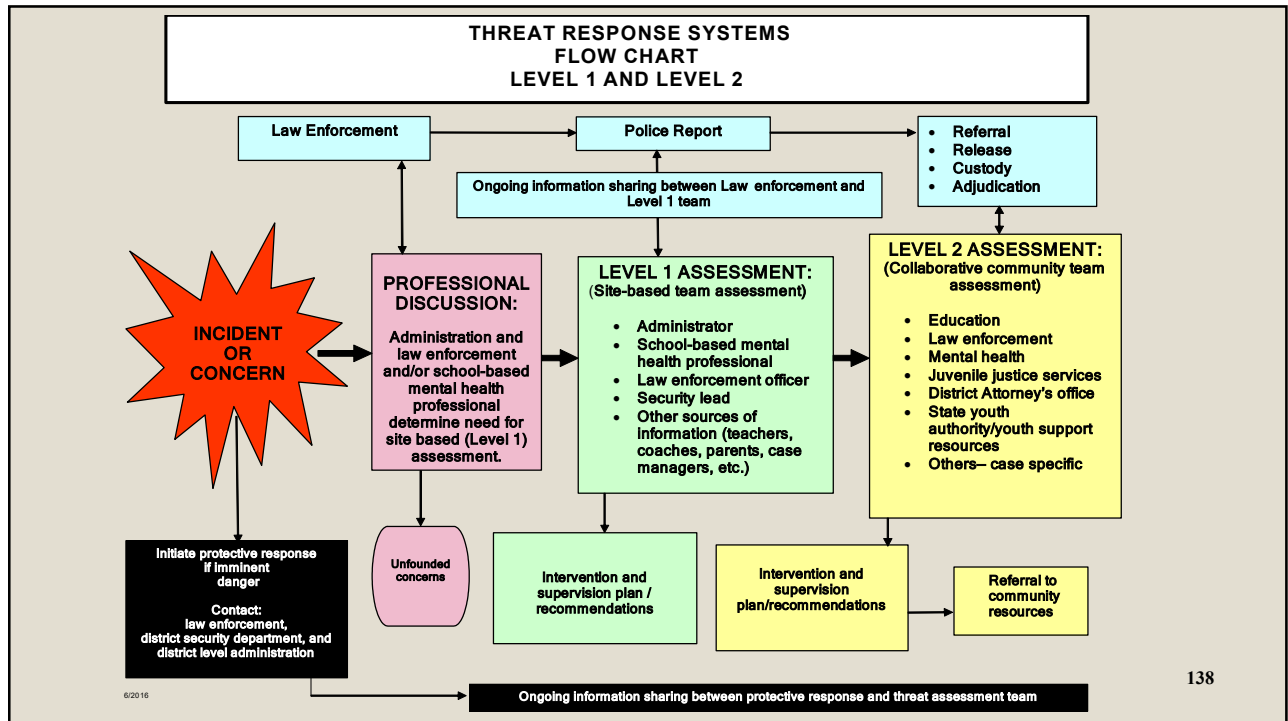 THREAT RESPONSE SYSTEMS
FLOW CHART
LEVEL 1 AND LEVEL 2
Law Enforcement
Police Report
• Referral
• Release
• Custody
• Adjudication
Ongoing information sharing between Law enforcement and
Level 1 team
INCIDENT
OR
CONCERN
PROFESSIONAL
DISCUSSION:
Administration and
law enforcement
and/or school-based
mental health
professional
determine need for
site based (Level 1)
assessment.
LEVEL 1 ASSESSMENT:
(Site-based team assessment)
• Administrator
• School-based mental
health professional
• Law enforcement officer
• Security lead
• Other sources of
information (teachers,
coaches, parents, case
managers, etc.)
LEVEL 2 ASSESSMENT:
(Collaborative community team
assessment)
• Education
• Law enforcement
• Mental health
• Juvenile justice services
• District Attorney's office
• State youth
authority/youth support
resources
• Others– case specific
Initiate protective response
if imminent
danger
Contact:
law enforcement,
district security department, and
district level administration
Unfounded
concerns
Intervention and
supervision plan /
recommendations
Intervention and
supervision
plan/recommendations
Referral to
community
resources
6/2016
Ongoing information sharing between protective response and threat assessment team
138